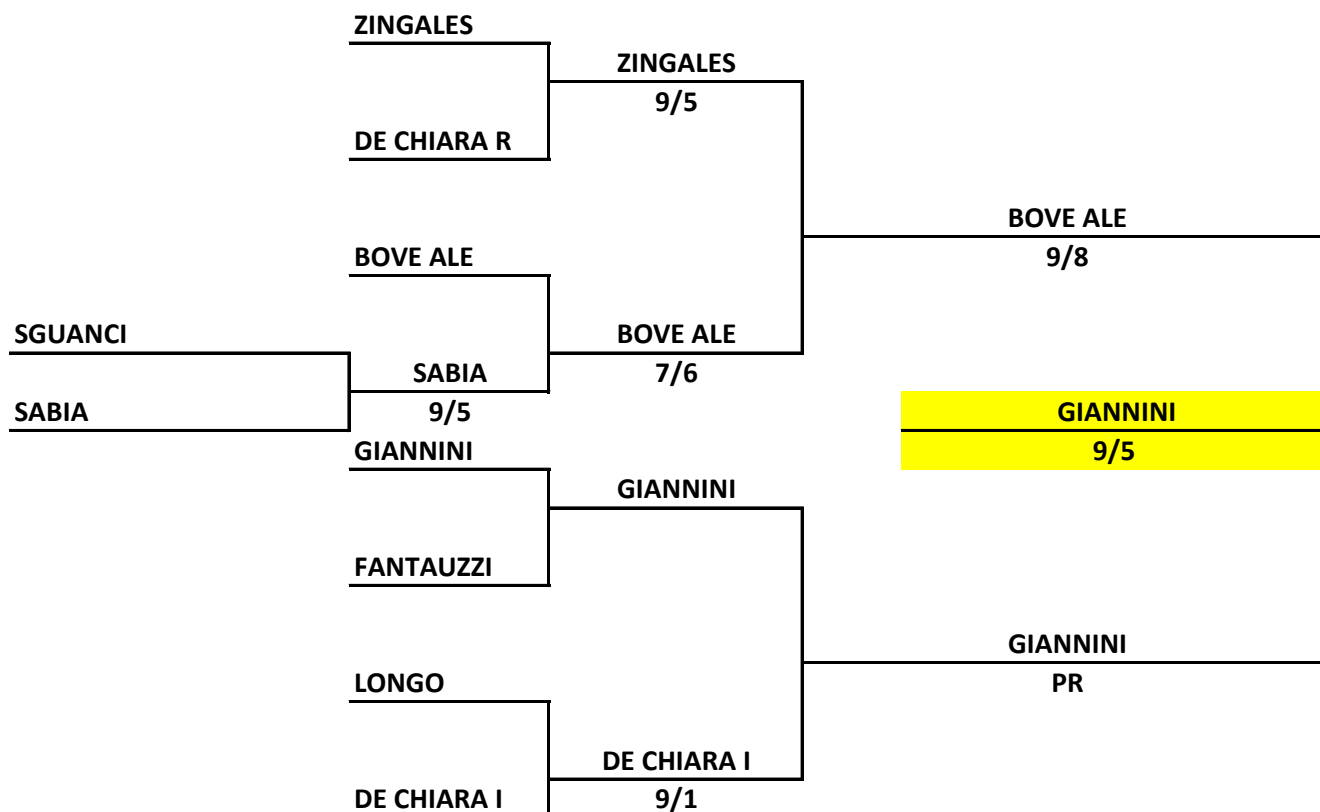 ZINGALES
ZINGALES
9/5
DE CHIARA R
BOVE ALE
9/8
BOVE ALE
SGUANCI
BOVE ALE
7/6
SABIA
SABIA
9/5
GIANNINI
9/5
GIANNINI
GIANNINI
FANTAUZZI
GIANNINI
PR
LONGO
DE CHIARA I
9/1
DE CHIARA I